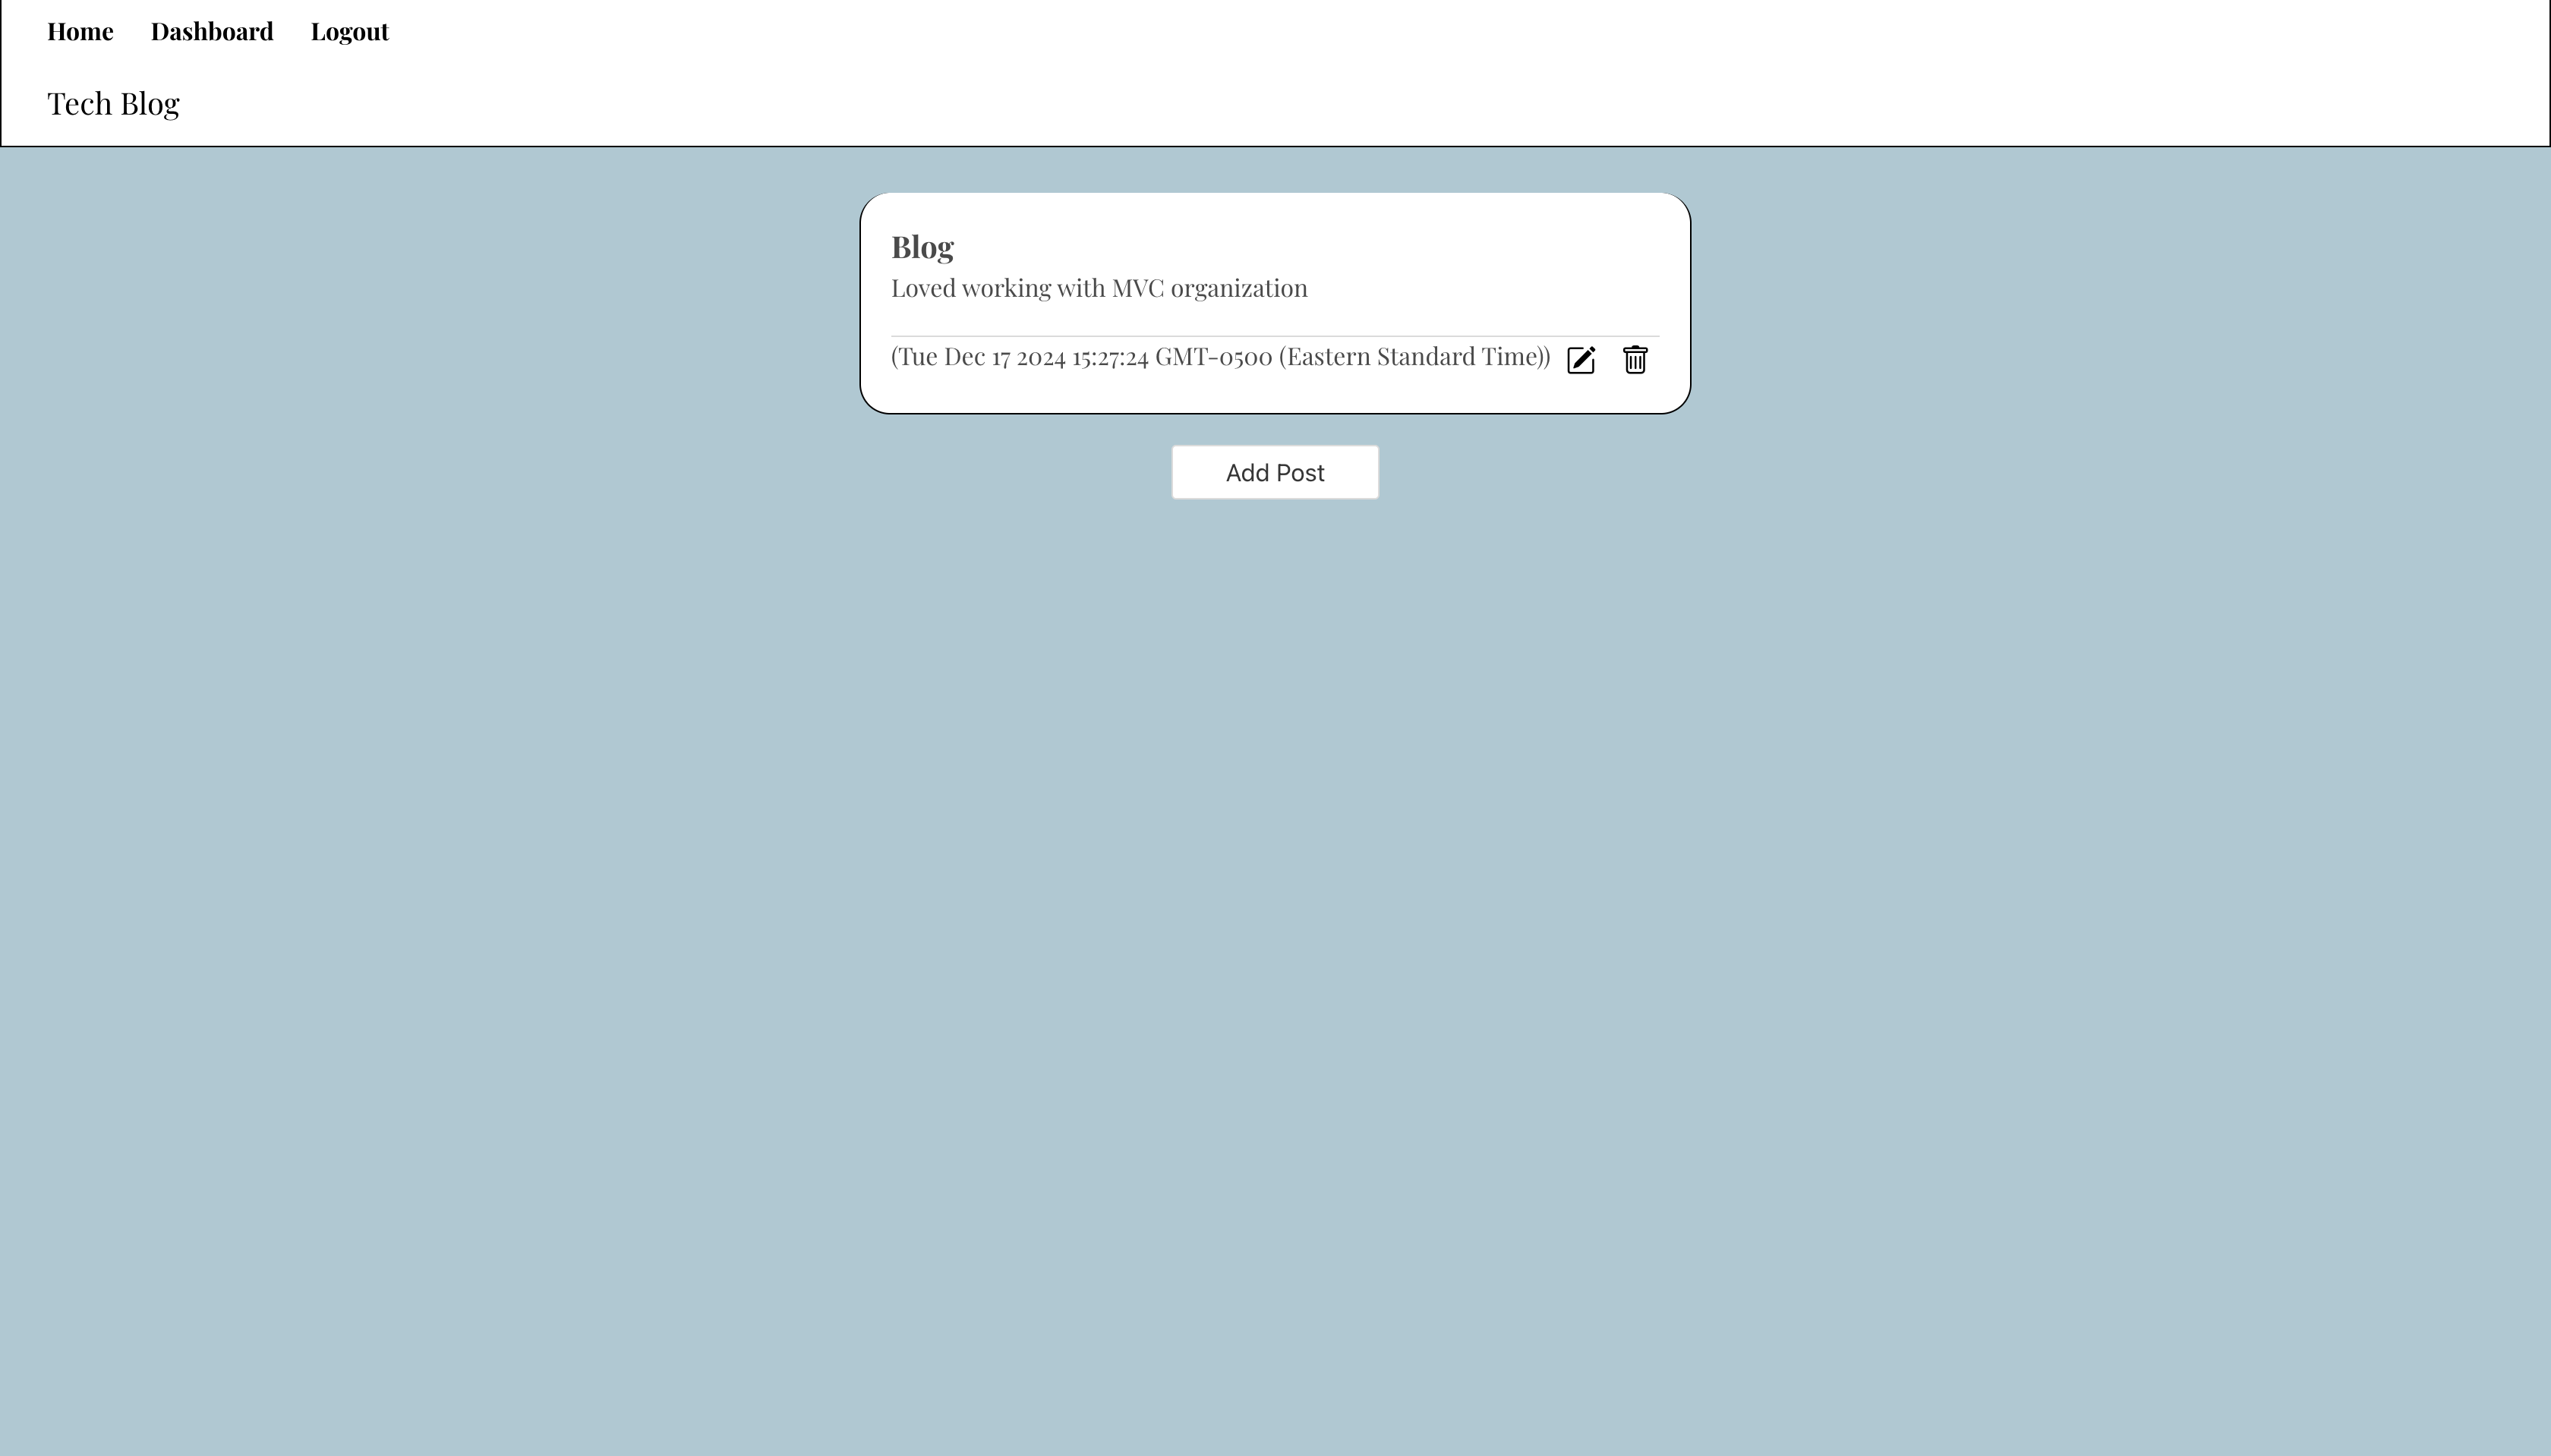 Home Dashboard Logout
Tech Blog
Blog
Loved working with MVC organization
(Tue Dec 17 2024 15:27:24 GMT-0500 (Eastern Standard Time))
Add Post